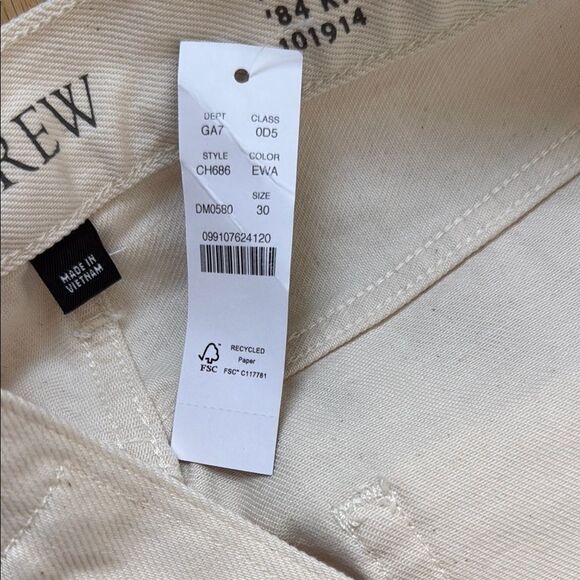 '84 K
101914
REW
DEPT CLASS
GA7 0D5
STYLE COLOR
CH686 EWA
SIZE
DM0580 30
099107624120
MADE IN
VIETNAM
FSC
RECYCLED
Paper
FSC® C117781